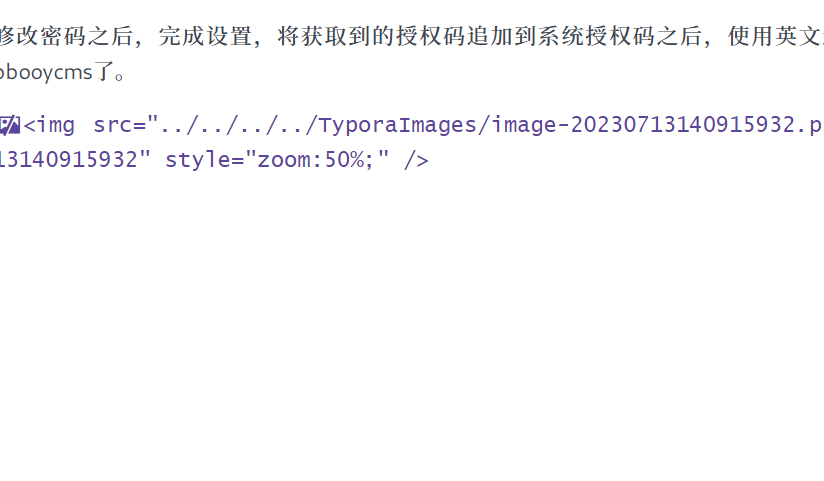 修改密码之后，完成设置，将获取到的授权码追加到系统授权码之后，使用英文
obooycms了。
<img src="../../../../TyporaImages/image-20230713140915932.p
13140915932" style="zoom:50%;" />